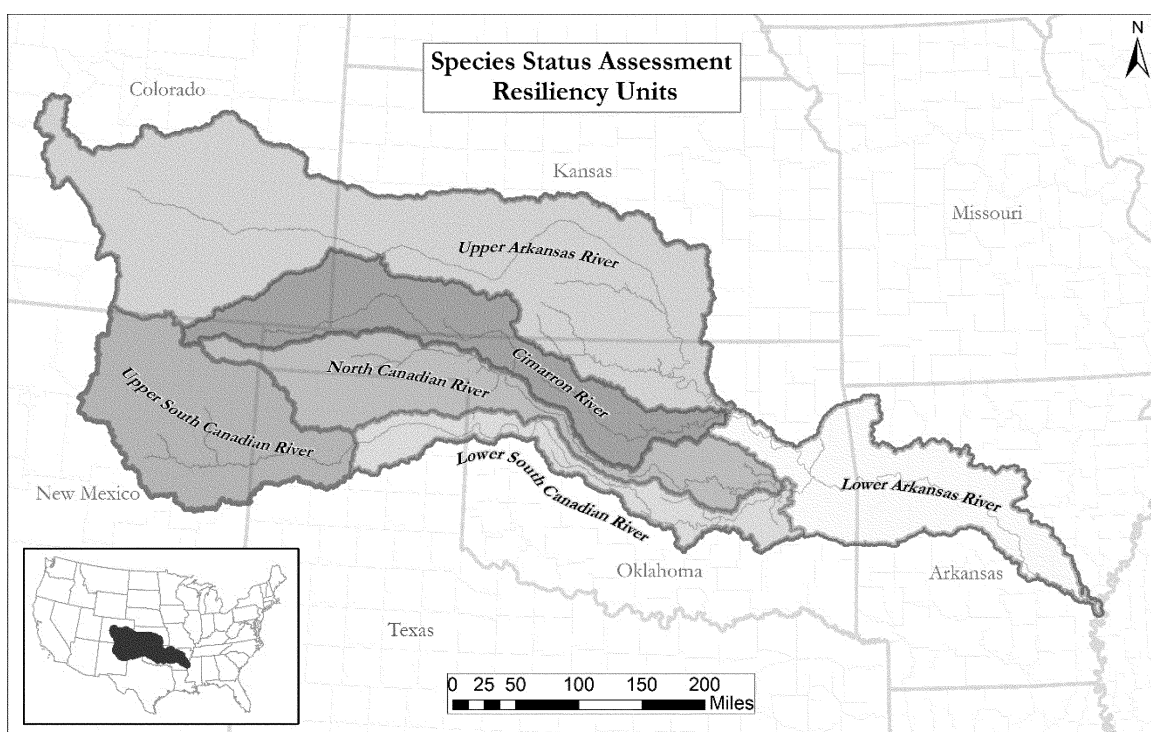 Species Status Assessment
Resiliency Units
N
Colorado
Kansas
Missouri
Upper Arkansas River
Cimarron River
North Canadian River
Upper South Canadian River
Lower South Canadian River
Lower Arkansas River
New Mexico
Oklahoma
Arkansas
Texas
0 25 50 100 150 200
Miles